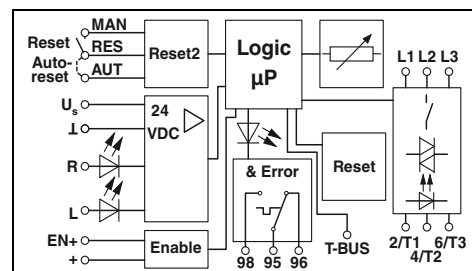 MAN
Reset
RES
Auto-
reset
AUT
Reset2
Logic
µP
L1 L2 L3
Us
⊥
24
VDC
R
L
& Error
Reset
EN+
+
Enable
98 95 96
T-BUS
2/T1 6/T3
4/T2